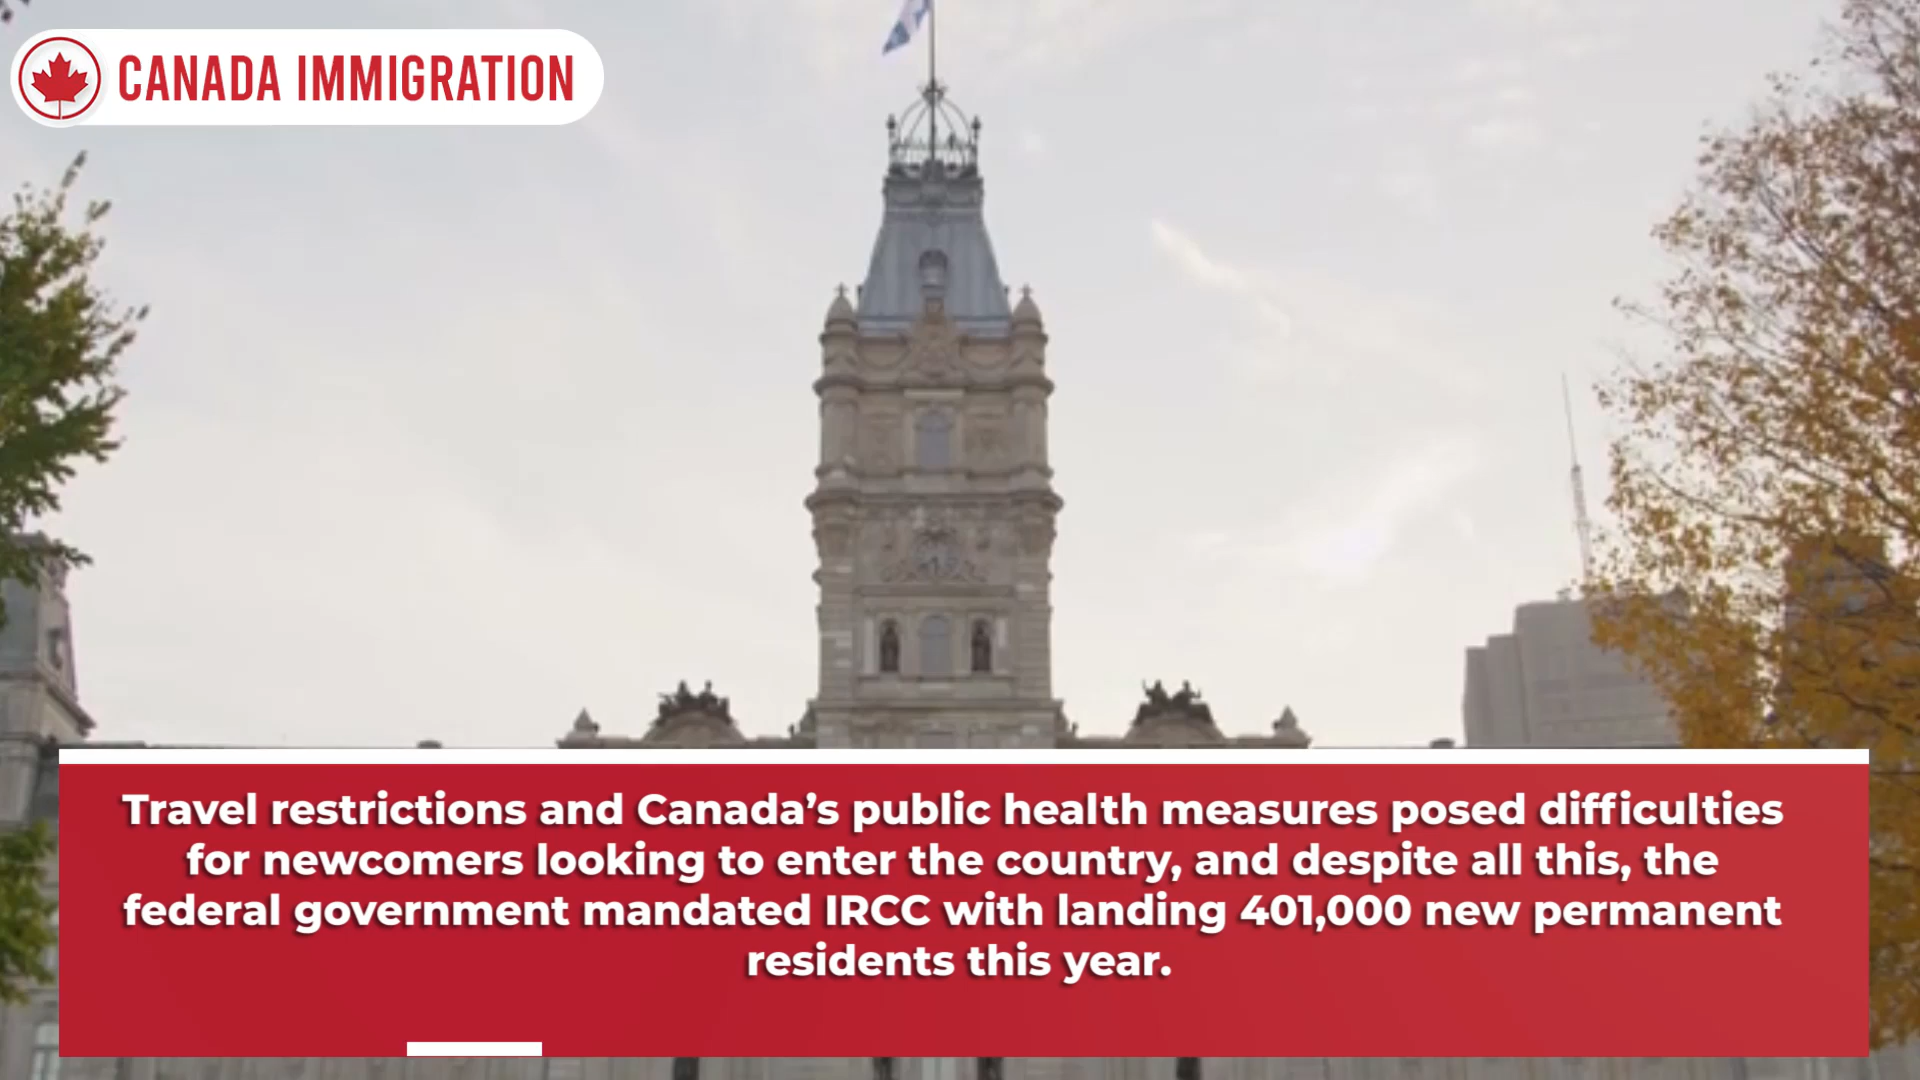 CANADA IMMIGRATION
Travel restrictions and Canada’s public health measures posed difficulties
for newcomers looking to enter the country, and despite all this, the
federal government mandated IRCC with landing 401,000 new permanent
residents this year.